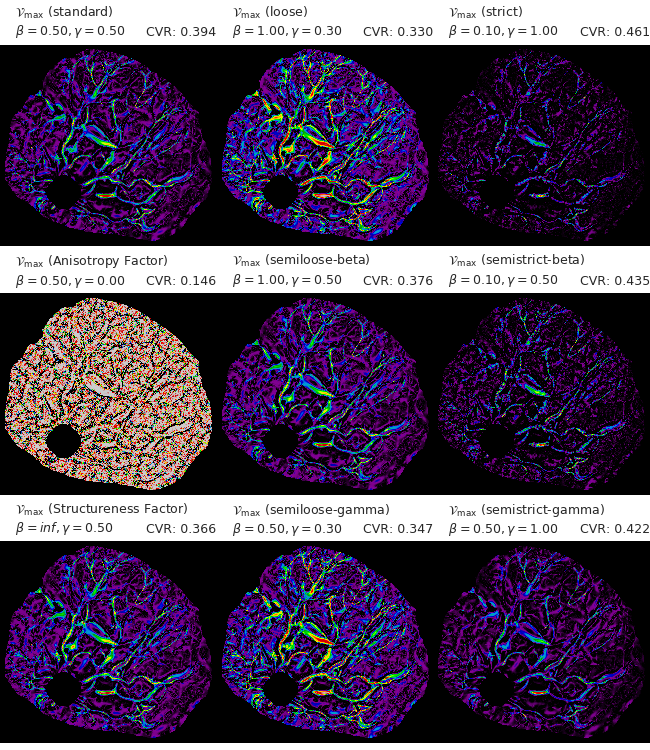 𝒱max (standard)
β = 0.50, γ = 0.50 CVR: 0.394
𝒱max (loose)
β = 1.00, γ = 0.30 CVR: 0.330
𝒱max (strict)
β = 0.10, γ = 1.00 CVR: 0.461
𝒱max (Anisotropy Factor)
β = 0.50, γ = 0.00 CVR: 0.146
𝒱max (semiloose-beta)
β = 1.00, γ = 0.50 CVR: 0.376
𝒱max (semistrict-beta)
β = 0.10, γ = 0.50 CVR: 0.435
𝒱max (Structureness Factor)
β = inf, γ = 0.50 CVR: 0.366
𝒱max (semiloose-gamma)
β = 0.50, γ = 0.30 CVR: 0.347
𝒱max (semistrict-gamma)
β = 0.50, γ = 1.00 CVR: 0.422